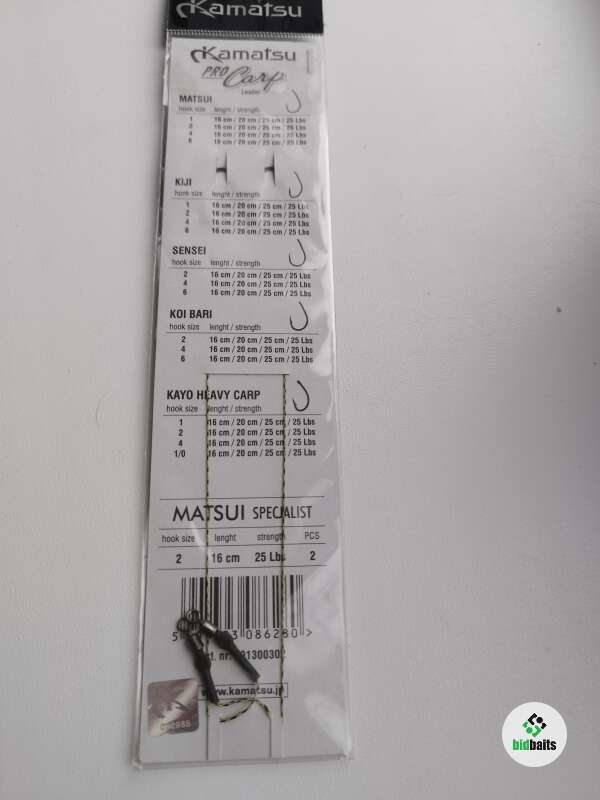 Kamatsu
Kamatsu
PRO Carp
Leader
MATSUI
hook size lenght / strength
1 16 cm / 20 cm / 25 cm / 25 Lbs
2 16 cm / 20 cm / 25 cm / 25 Lbs
4 16 cm / 20 cm / 25 cm / 25 Lbs
6 16 cm / 20 cm / 25 cm / 25 Lbs
KIJI
hook size lenght / strength
1 16 cm / 20 cm / 25 cm / 25 Lbs
2 16 cm / 20 cm / 25 cm / 25 Lbs
4 16 cm / 20 cm / 25 cm / 25 Lbs
6 16 cm / 20 cm / 25 cm / 25 Lbs
SENSEI
hook size lenght / strength
2 16 cm / 20 cm / 25 cm / 25 Lbs
4 16 cm / 20 cm / 25 cm / 25 Lbs
6 16 cm / 20 cm / 25 cm / 25 Lbs
KOI BARI
hook size lenght / strength
2 16 cm / 20 cm / 25 cm / 25 Lbs
4 16 cm / 20 cm / 25 cm / 25 Lbs
6 16 cm / 20 cm / 25 cm / 25 Lbs
KAYO HEAVY CARP
hook size lenght / strength
1 16 cm / 20 cm / 25 cm / 25 Lbs
2 16 cm / 20 cm / 25 cm / 25 Lbs
4 16 cm / 20 cm / 25 cm / 25 Lbs
1/0 16 cm / 20 cm / 25 cm / 25 Lbs
MATSUI SPECIALIST
hook size lenght strength PCS
2 16 cm 25 Lbs 2
5 3 086280 >
nr.
www.kamatsu.jp
bidbaits